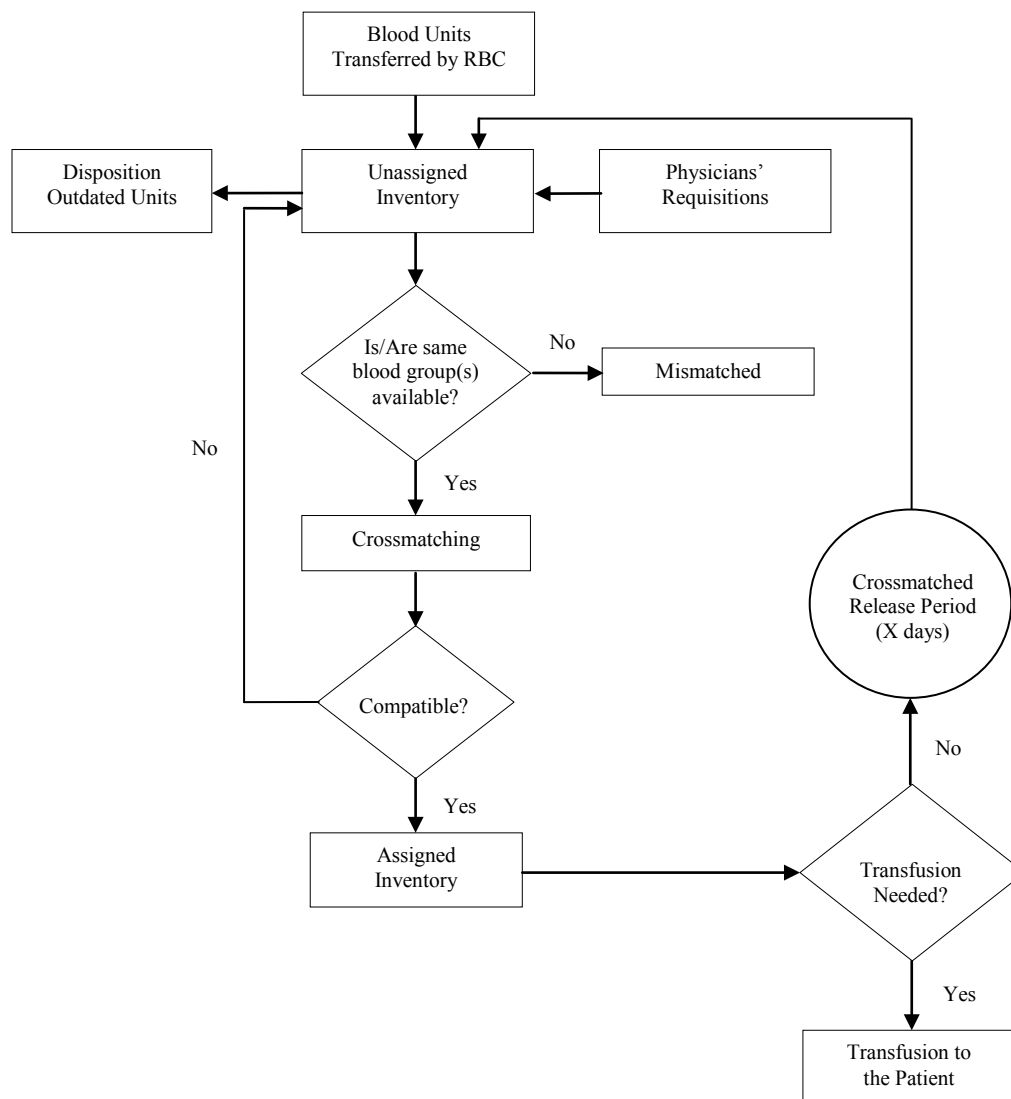 Blood Units
Transferred by RBC
Disposition
Outdated Units
Unassigned
Inventory
Physicians’
Requisitions
Is/Are same
blood group(s)
available?
No
Mismatched
No
Yes
Crossmatching
Crossmatched
Release Period
(X days)
Compatible?
No
Yes
Assigned
Inventory
Transfusion
Needed?
Yes
Transfusion to
the Patient